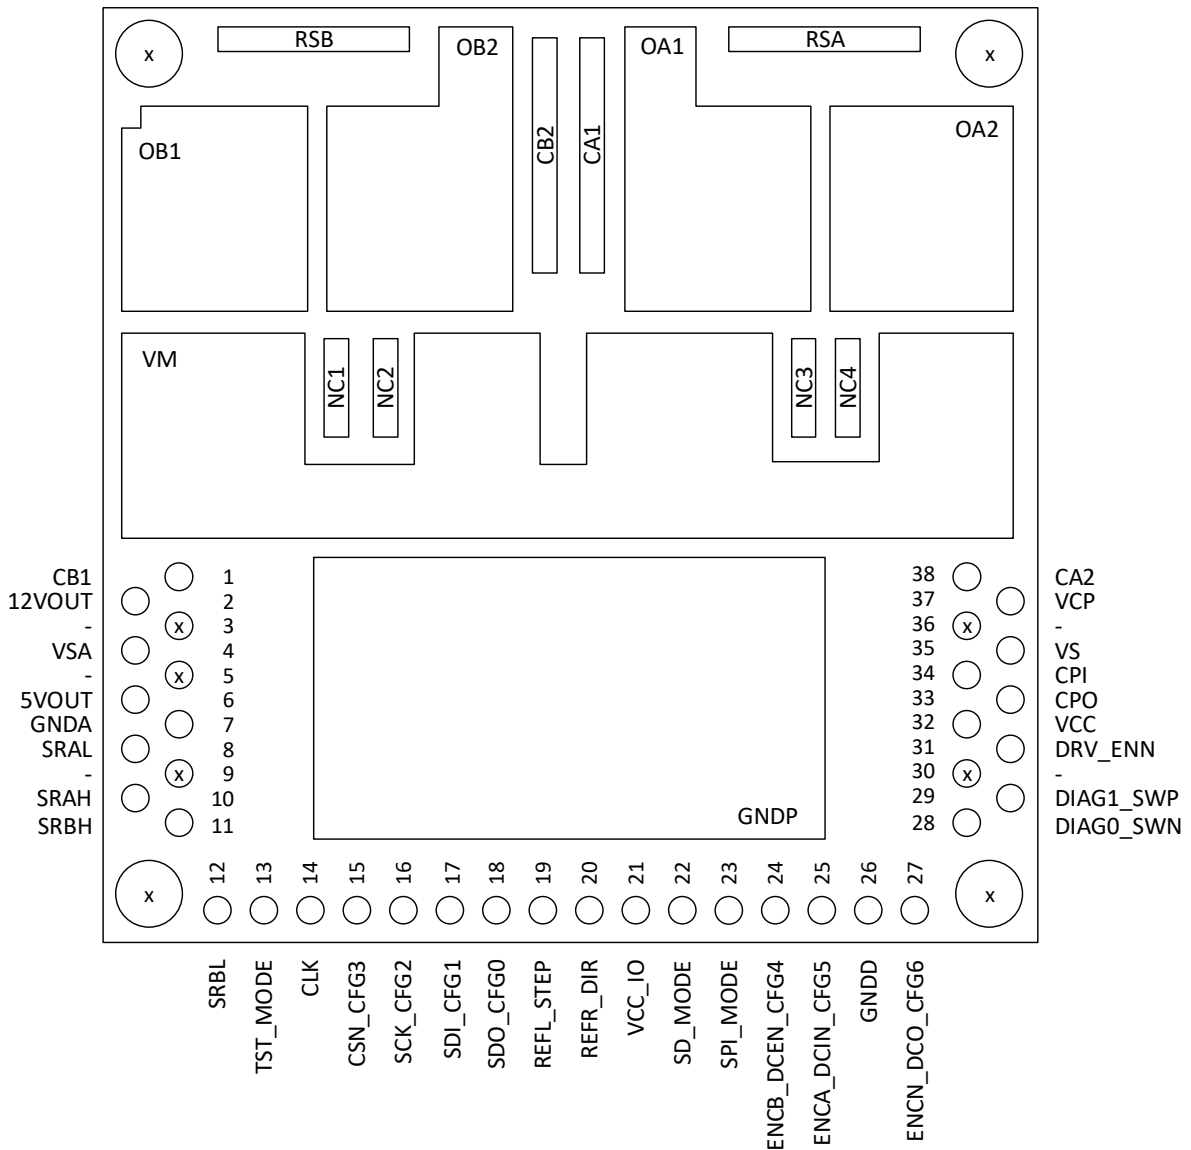 RSB
RSA
x
OB2
OA1
x
OB1
CB2
CA1
OA2
VM
NC1
NC2
NC3
NC4
CB1 1
12VOUT 2
- x 3
VSA 4
- x 5
5VOUT 6
GNDA 7
SRAL 8
- x 9
SRAH 10
SRBH 11
38 CA2
37 VCP
36 x -
35 VS
34 CPI
33 CPO
32 VCC
31 DRV_ENN
30 x -
29 DIAG1_SWP
28 DIAG0_SWN
GNDP
x
12
13
14
15
16
17
18
19
20
21
22
23
24
25
26
27
x
SRBL
TST_MODE
CLK
CSN_CFG3
SCK_CFG2
SDI_CFG1
SDO_CFG0
REFL_STEP
REFR_DIR
VCC_IO
SD_MODE
SPI_MODE
ENCB_DCEN_CFG4
ENCA_DCIN_CFG5
GNDD
ENCN_DCO_CFG6